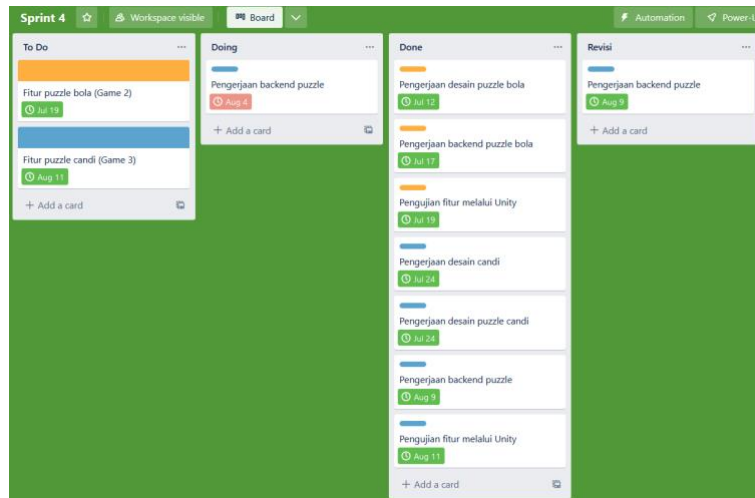 Sprint 4
Workspace visible
Board
Automation
Power-U
To Do
Fitur puzzle bola (Game 2)
Jul 19
Fitur puzzle candi (Game 3)
Aug 11
+ Add a card
Doing
Pengerjaan backend puzzle
Aug 4
+ Add a card
Done
Pengerjaan desain puzzle bola
Jul 12
Pengerjaan backend puzzle bola
Jul 17
Pengujian fitur melalui Unity
Jul 19
Pengerjaan desain candi
Jul 24
Pengerjaan desain puzzle candi
Jul 24
Pengerjaan backend puzzle
Aug 9
Pengujian fitur melalui Unity
Aug 11
+ Add a card
Revisi
Pengerjaan backend puzzle
Aug 9
+ Add a card